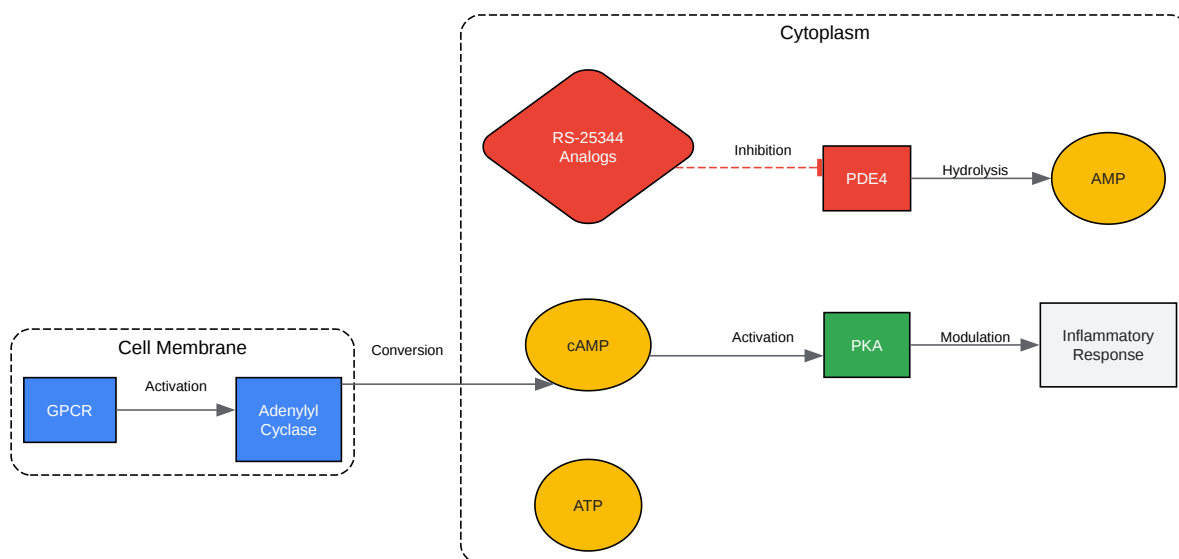 Cytoplasm
RS-25344
Analogs
Inhibition
PDE4
Hydrolysis
AMP
Cell Membrane
GPCR
Activation
Adenylyl
Cyclase
Conversion
cAMP
Activation
PKA
Modulation
Inflammatory
Response
ATP